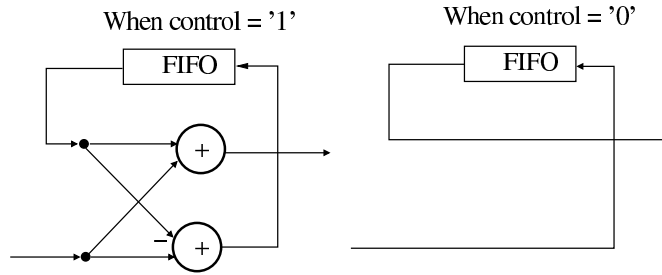 When control = '1'
FIFO
+
−
+
When control = '0'
FIFO